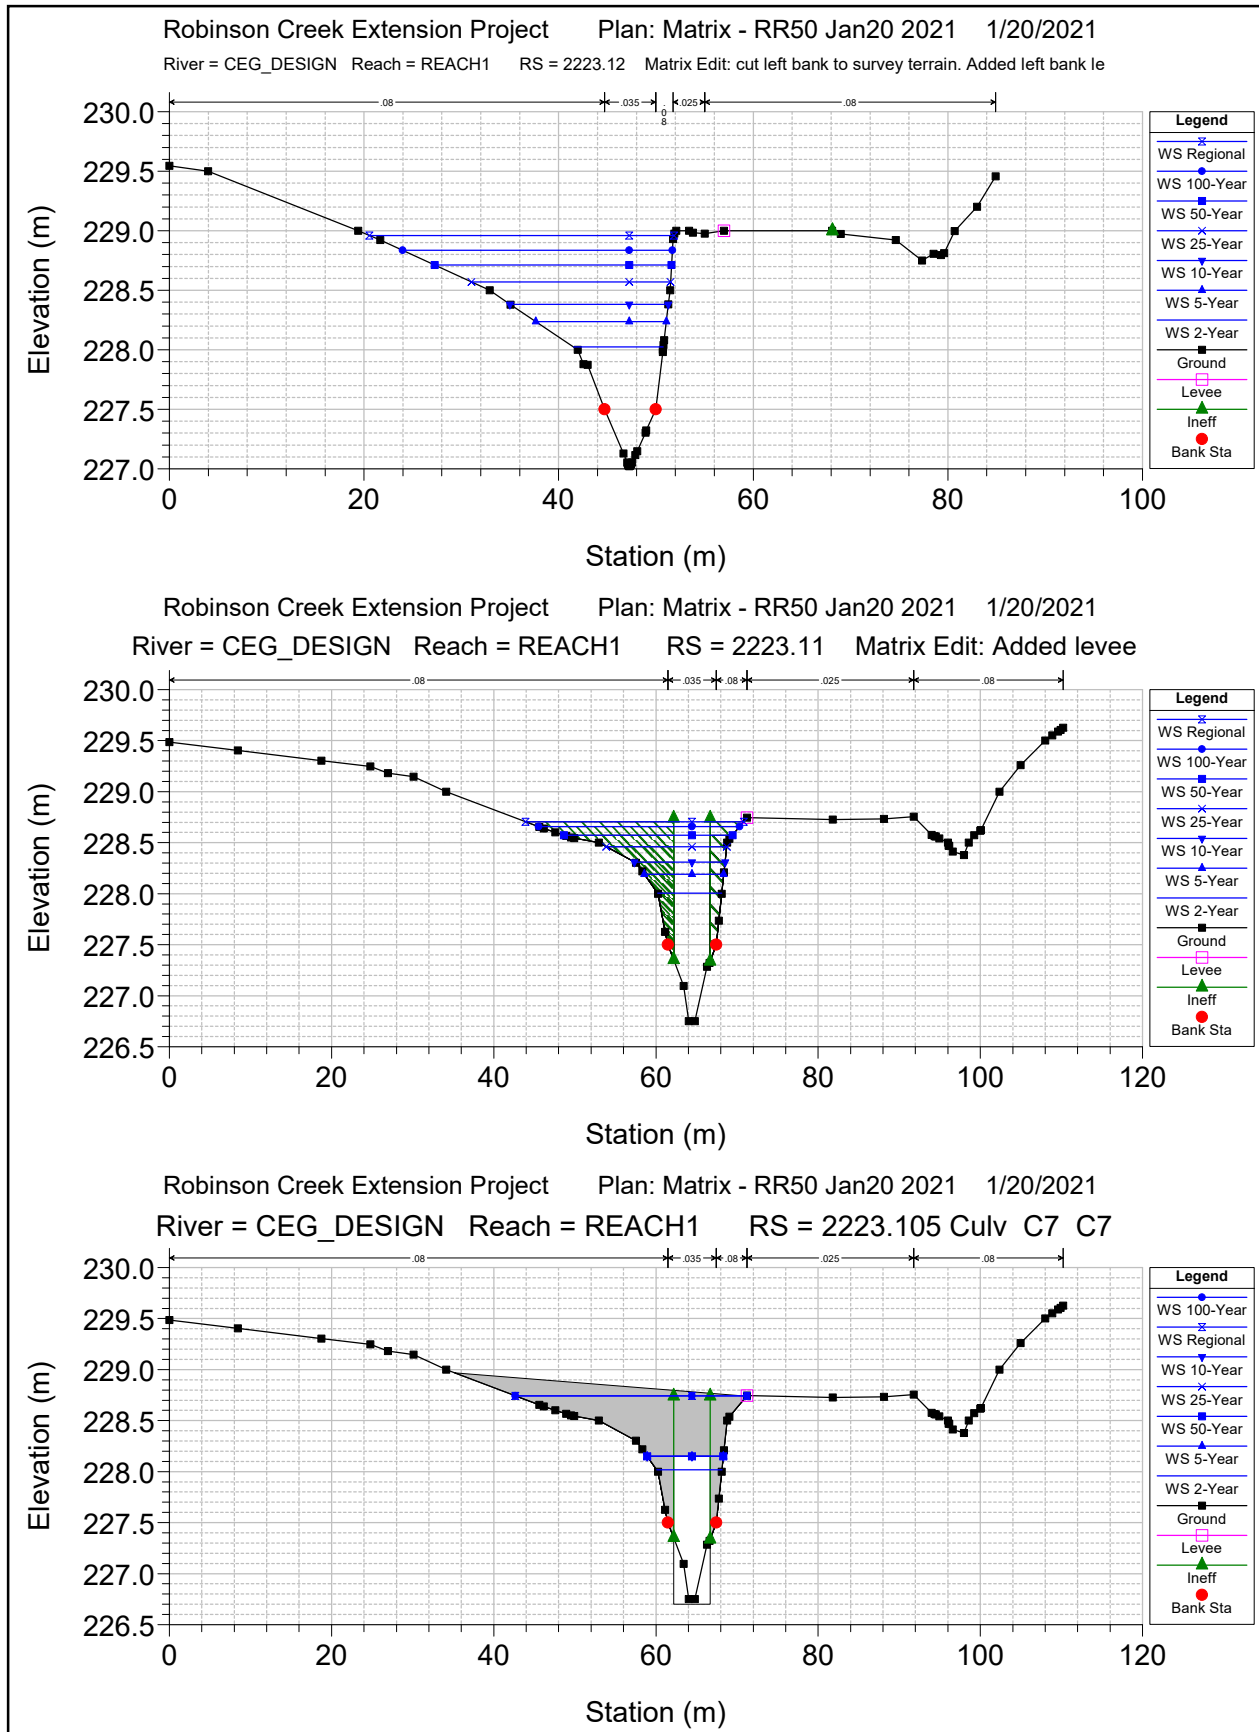 Robinson Creek Extension Project Plan: Matrix - RR50 Jan20 2021 1/20/2021
River = CEG_DESIGN Reach = REACH1 RS = 2223.12 Matrix Edit: cut left bank to survey terrain. Added left bank le
.08 .035 .08 .025 .08
230.0
229.5
229.0
228.5
228.0
227.5
227.0
Elevation (m)
0 20 40 60 80 100
Station (m)
Legend
WS Regional
WS 100-Year
WS 50-Year
WS 25-Year
WS 10-Year
WS 5-Year
WS 2-Year
Ground
Levee
Ineff
Bank Sta
Robinson Creek Extension Project Plan: Matrix - RR50 Jan20 2021 1/20/2021
River = CEG_DESIGN Reach = REACH1 RS = 2223.11 Matrix Edit: Added levee
.08 .035 .08 .025 .08
230.0
229.5
229.0
228.5
228.0
227.5
227.0
226.5
Elevation (m)
0 20 40 60 80 100 120
Station (m)
Legend
WS Regional
WS 100-Year
WS 50-Year
WS 25-Year
WS 10-Year
WS 5-Year
WS 2-Year
Ground
Levee
Ineff
Bank Sta
Robinson Creek Extension Project Plan: Matrix - RR50 Jan20 2021 1/20/2021
River = CEG_DESIGN Reach = REACH1 RS = 2223.105 Culv C7 C7
.08 .035 .08 .025 .08
230.0
229.5
229.0
228.5
228.0
227.5
227.0
226.5
Elevation (m)
0 20 40 60 80 100 120
Station (m)
Legend
WS 100-Year
WS Regional
WS 10-Year
WS 25-Year
WS 50-Year
WS 5-Year
WS 2-Year
Ground
Levee
Ineff
Bank Sta